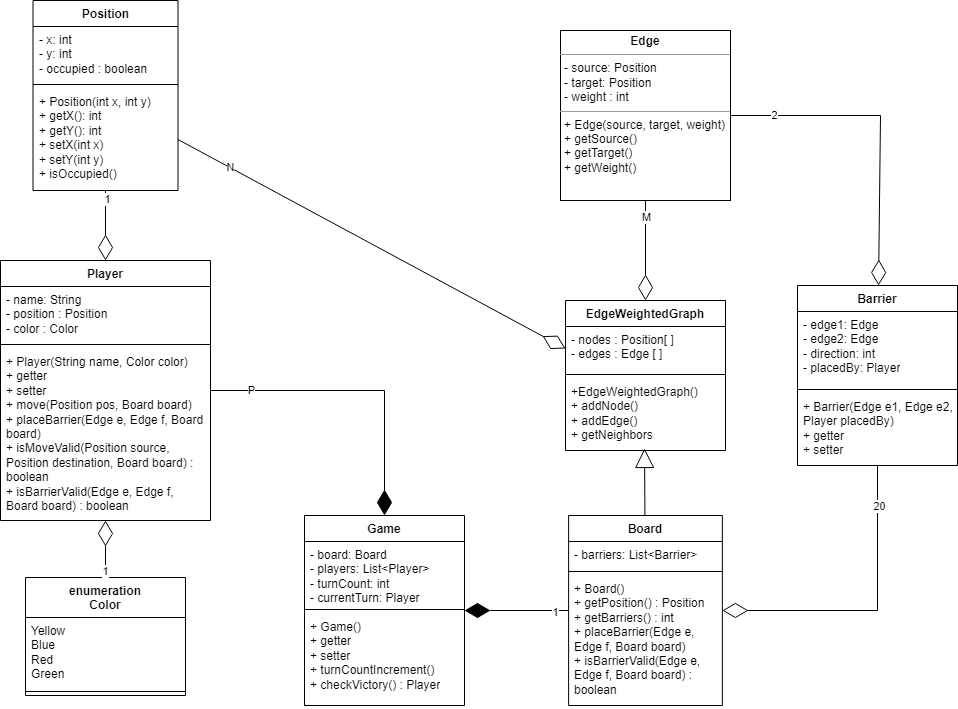 Position
- x: int
- y: int
- occupied : boolean
+ Position(int x, int y)
+ getX(): int
+ getY(): int
+ setX(int x)
+ setY(int y)
+ isOccupied()
1
N
Edge
- source: Position
- target: Position
- weight : int
+ Edge(source, target, weight)
+ getSource()
+ getTarget()
+ getWeight()
2
M
Player
- name: String
- position : Position
- color : Color
+ Player(String name, Color color)
+ getter
+ setter
+ move(Position pos, Board board)
+ placeBarrier(Edge e, Edge f, Board
board)
+ isMoveValid(Position source,
Position destination, Board board) :
boolean
+ isBarrierValid(Edge e, Edge f,
Board board) : boolean
P
1
EdgeWeightedGraph
- nodes : Position[ ]
- edges : Edge [ ]
+EdgeWeightedGraph()
+ addNode()
+ addEdge()
+ getNeighbors
Barrier
- edge1: Edge
- edge2: Edge
- direction: int
- placedBy: Player
+ Barrier(Edge e1, Edge e2,
Player placedBy)
+ getter
+ setter
20
enumeration
Color
Yellow
Blue
Red
Green
Game
- board: Board
- players: List<Player>
- turnCount: int
- currentTurn: Player
+ Game()
+ getter
+ setter
+ turnCountIncrement()
+ checkVictory() : Player
1
Board
- barriers: List<Barrier>
+ Board()
+ getPosition() : Position
+ getBarriers() : int
+ placeBarrier(Edge e,
Edge f, Board board)
+ isBarrierValid(Edge e,
Edge f, Board board) :
boolean